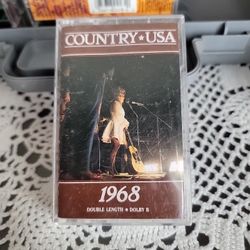 COUNTRY★USA
1968
DOUBLE LENGTH ★ DOLBY B